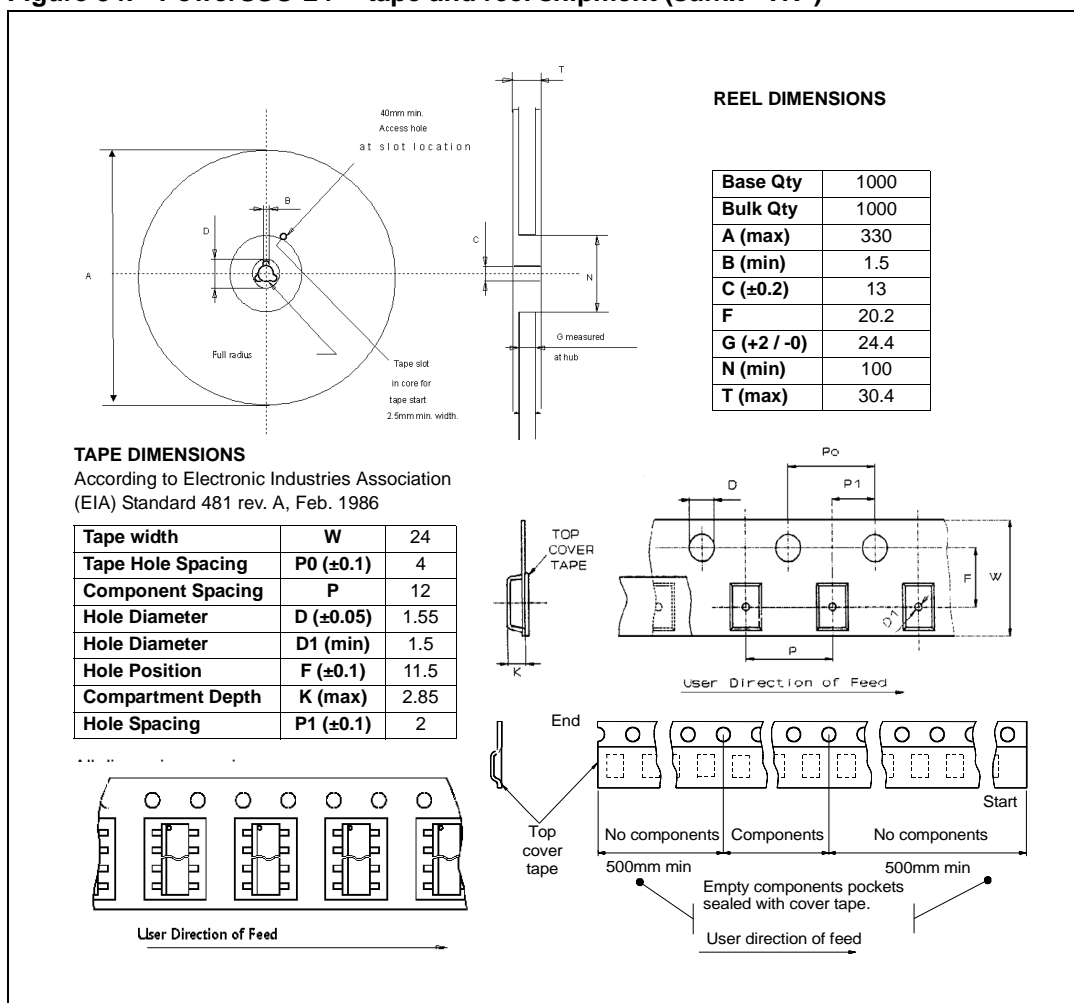 T
40mm min.
Access hole
at slot location
B
D
C
A
N
G measured
at hub
Full radius
Tape slot
in core for
tape start
2.5mm min. width.
REEL DIMENSIONS
Base Qty 1000
Bulk Qty 1000
A (max) 330
B (min) 1.5
C (±0.2) 13
F 20.2
G (+2 / -0) 24.4
N (min) 100
T (max) 30.4
TAPE DIMENSIONS
According to Electronic Industries Association
(EIA) Standard 481 rev. A, Feb. 1986
Tape width W 24
Tape Hole Spacing P0 (±0.1) 4
Component Spacing P 12
Hole Diameter D (±0.05) 1.55
Hole Diameter D1 (min) 1.5
Hole Position F (±0.1) 11.5
Compartment Depth K (max) 2.85
Hole Spacing P1 (±0.1) 2
Po
D
P1
TOP
COVER
TAPE
F
W
D1
K
P
User Direction of Feed
End
Start
Top
cover
tape
No components Components No components
500mm min 500mm min
Empty components pockets
sealed with cover tape.
User direction of feed
User Direction of Feed